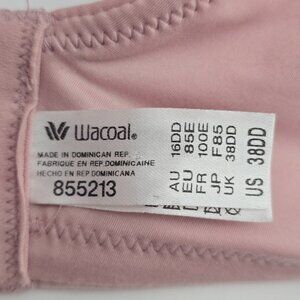 Wacoal®
MADE IN DOMINICAN REP.
FABRIQUE EN REP.DOMINICAINE
HECHO EN REP.DOMINICANA
855213
AU 16DD
EU 85E
FR 100E
JP F85
UK 38DD
US 38DD